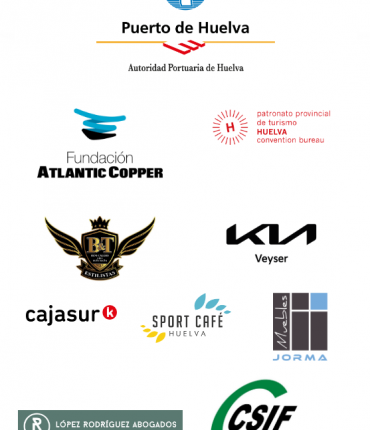 Puerto de Huelva
Autoridad Portuaria de Huelva
Fundación
ATLANTIC COPPER
H
patronato provincial
de turismo
HUELVA
convention bureau
B&T
ESTILISTAS
KIA
Veyser
cajasur k
SPORT CAFÉ
HUELVA
Muebles
JORMA
R
LÓPEZ RODRÍGUEZ ABOGADOS
CSIF